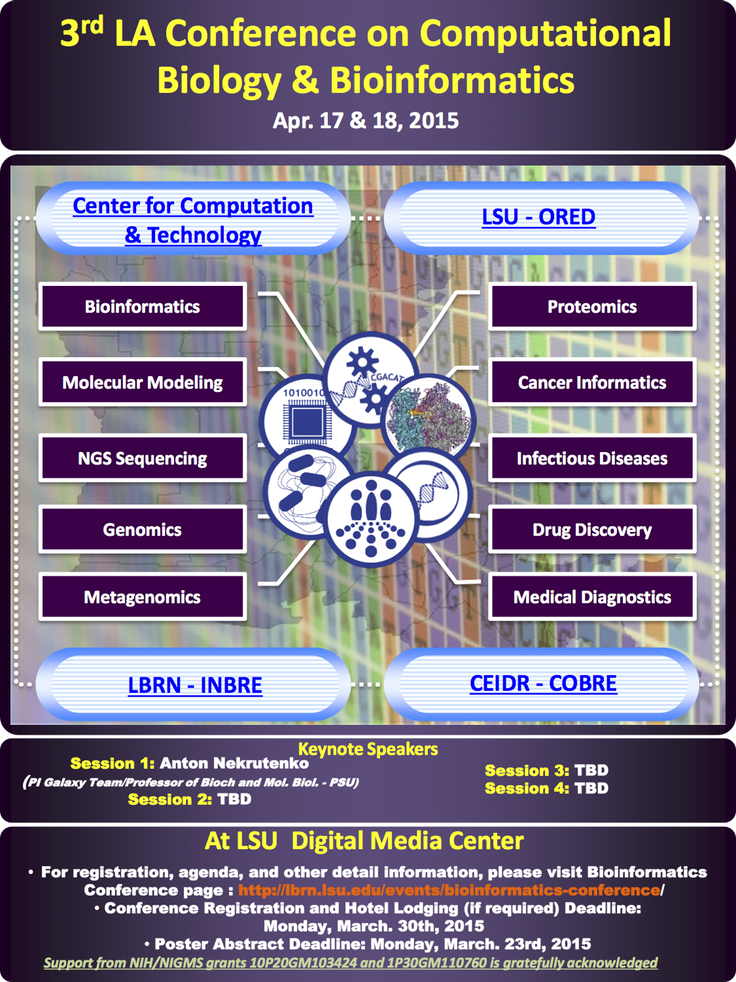 3rd LA Conference on Computational
Biology & Bioinformatics
Apr. 17 & 18, 2015
Center for Computation
& Technology
LSU - ORED
Bioinformatics
Proteomics
Molecular Modeling
Cancer Informatics
NGS Sequencing
Infectious Diseases
Genomics
Drug Discovery
Metagenomics
Medical Diagnostics
CGACAT
1010010
LBRN - INBRE
CEIDR - COBRE
Keynote Speakers
Session 1: Anton Nekrutenko
(PI Galaxy Team/Professor of Bioch and Mol. Biol. - PSU)
Session 2: TBD
Session 3: TBD
Session 4: TBD
At LSU Digital Media Center
• For registration, agenda, and other detail information, please visit Bioinformatics
Conference page : http://lbrn.lsu.edu/events/bioinformatics-conference/
• Conference Registration and Hotel Lodging (if required) Deadline:
Monday, March. 30th, 2015
• Poster Abstract Deadline: Monday, March. 23rd, 2015
Support from NIH/NIGMS grants 10P20GM103424 and 1P30GM110760 is gratefully acknowledged